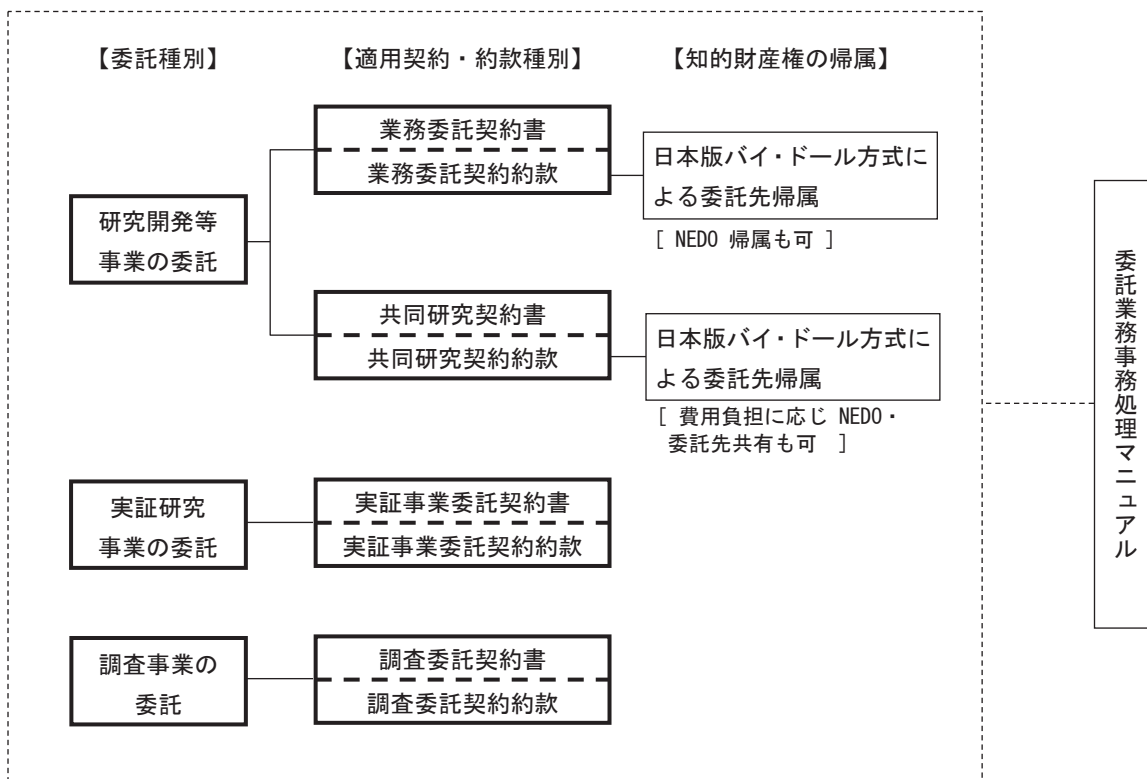 【委託種別】
【適用契約・約款種別】
【知的財産権の帰属】
研究開発等
事業の委託
業務委託契約書
業務委託契約約款
日本版バイ・ドール方式に
よる委託先帰属
[ NEDO 帰属も可 ]
共同研究契約書
共同研究契約約款
日本版バイ・ドール方式に
よる委託先帰属
[ 費用負担に応じ NEDO・
委託先共有も可 ]
実証研究
事業の委託
実証事業委託契約書
実証事業委託契約約款
調査事業の
委託
調査委託契約書
調査委託契約約款
委託業務事務処理マニュアル